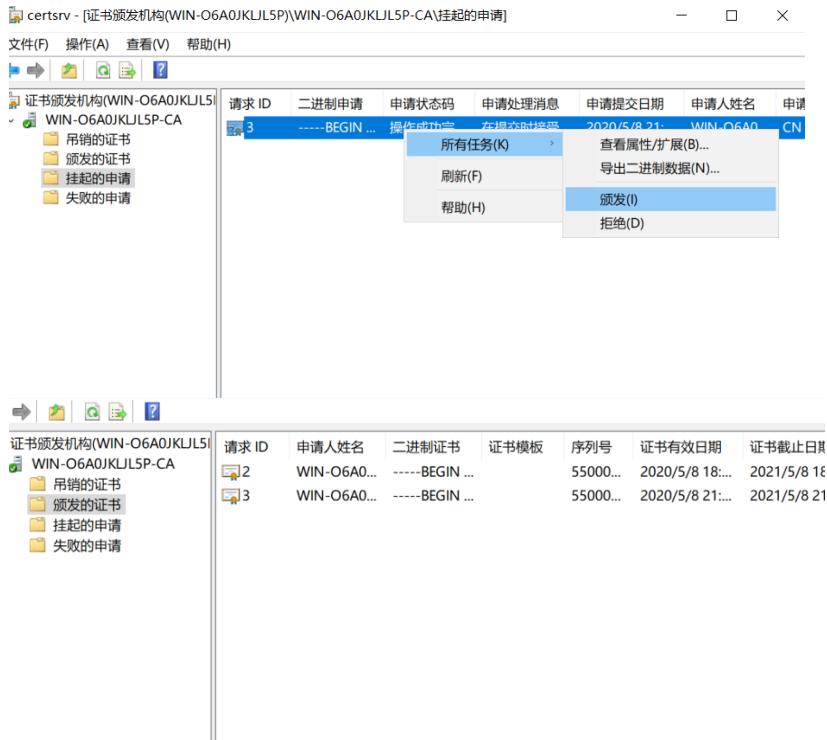 certsrv - [证书颁发机构(WIN-O6A0JKLJL5P)\WIN-O6A0JKLJL5P-CA\挂起的申请]
文件(F) 操作(A) 查看(V) 帮助(H)
证书颁发机构(WIN-O6A0JKLJL5I
WIN-O6A0JKLJL5P-CA
吊销的证书
颁发的证书
挂起的申请
失败的申请
请求 ID 二进制申请 申请状态码 申请处理消息 申请提交日期 申请人姓名 申请
3 -----BEGIN ... 操作成功完 在提交时接受 2020/5/8 21: WIN-O6A0 CN
所有任务(K)
刷新(F)
帮助(H)
查看属性/扩展(B)...
导出二进制数据(N)...
颁发(I)
拒绝(D)
证书颁发机构(WIN-O6A0JKLJL5I
WIN-O6A0JKLJL5P-CA
吊销的证书
颁发的证书
挂起的申请
失败的申请
请求 ID 申请人姓名 二进制证书 证书模板 序列号 证书有效日期 证书截止日期
2 WIN-O6A0... -----BEGIN ... 55000... 2020/5/8 18:... 2021/5/8 18
3 WIN-O6A0... -----BEGIN ... 55000... 2020/5/8 21:... 2021/5/8 21